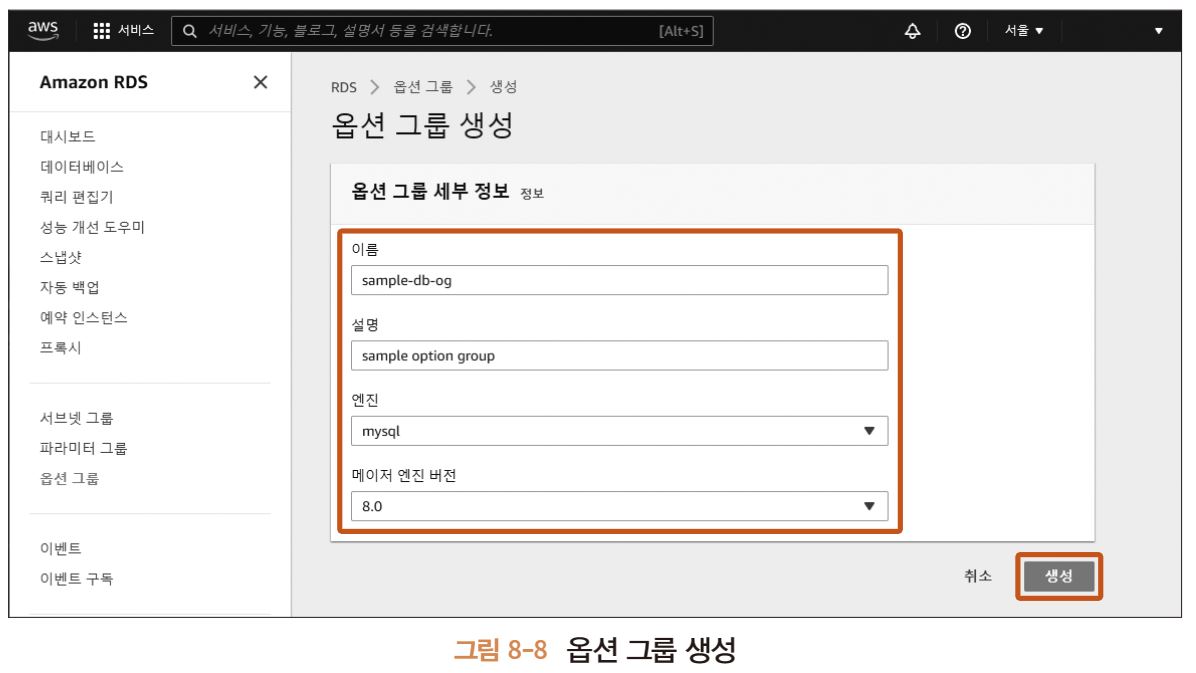 aws
서비스
서비스, 기능, 블로그, 설명서 등을 검색합니다.
[Alt+S]
서울 ▼
Amazon RDS
대시보드
데이터베이스
쿼리 편집기
성능 개선 도우미
스냅샷
자동 백업
예약 인스턴스
프록시
서브넷 그룹
파라미터 그룹
옵션 그룹
이벤트
이벤트 구독
RDS > 옵션 그룹 > 생성
옵션 그룹 생성
옵션 그룹 세부 정보 정보
이름
sample-db-og
설명
sample option group
엔진
mysql
메이저 엔진 버전
8.0
취소
생성
그림 8-8 옵션 그룹 생성